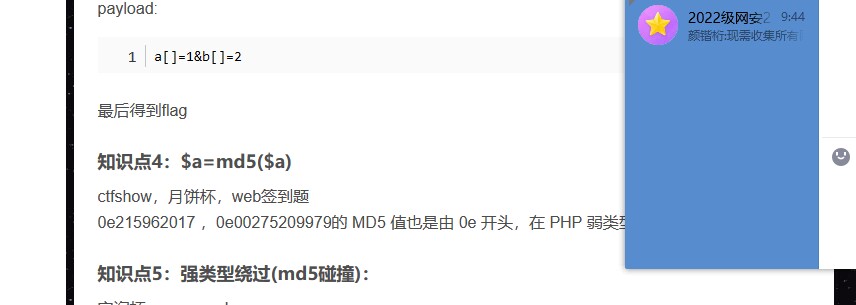 payload:
1 a[]=1&b[]=2
最后得到flag
知识点4：$a=md5($a)
ctfshow，月饼杯，web签到题
0e215962017 ，0e00275209979的 MD5 值也是由 0e 开头，在 PHP 弱类
知识点5：强类型绕过(md5碰撞)：
2022级网安2 9:44
颜锴桁:现需收集所有